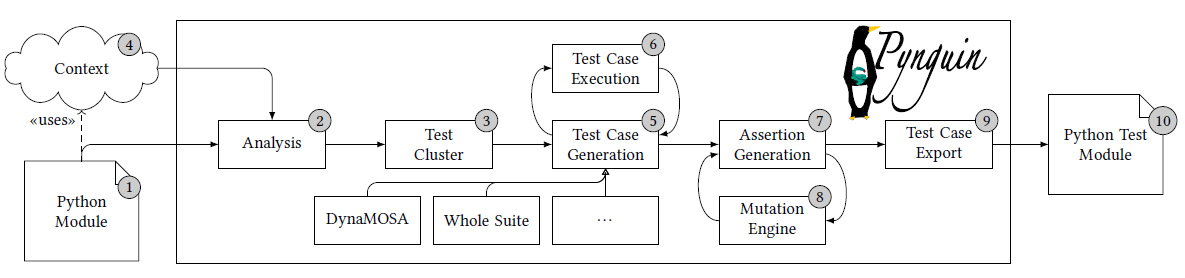 4
Context
«uses»
1
Python
Module
2
Analysis
3
Test
Cluster
6
Test Case
Execution
5
Test Case
Generation
DynaMOSA
Whole Suite
...
7
Assertion
Generation
8
Mutation
Engine
Pynguin
9
Test Case
Export
10
Python Test
Module